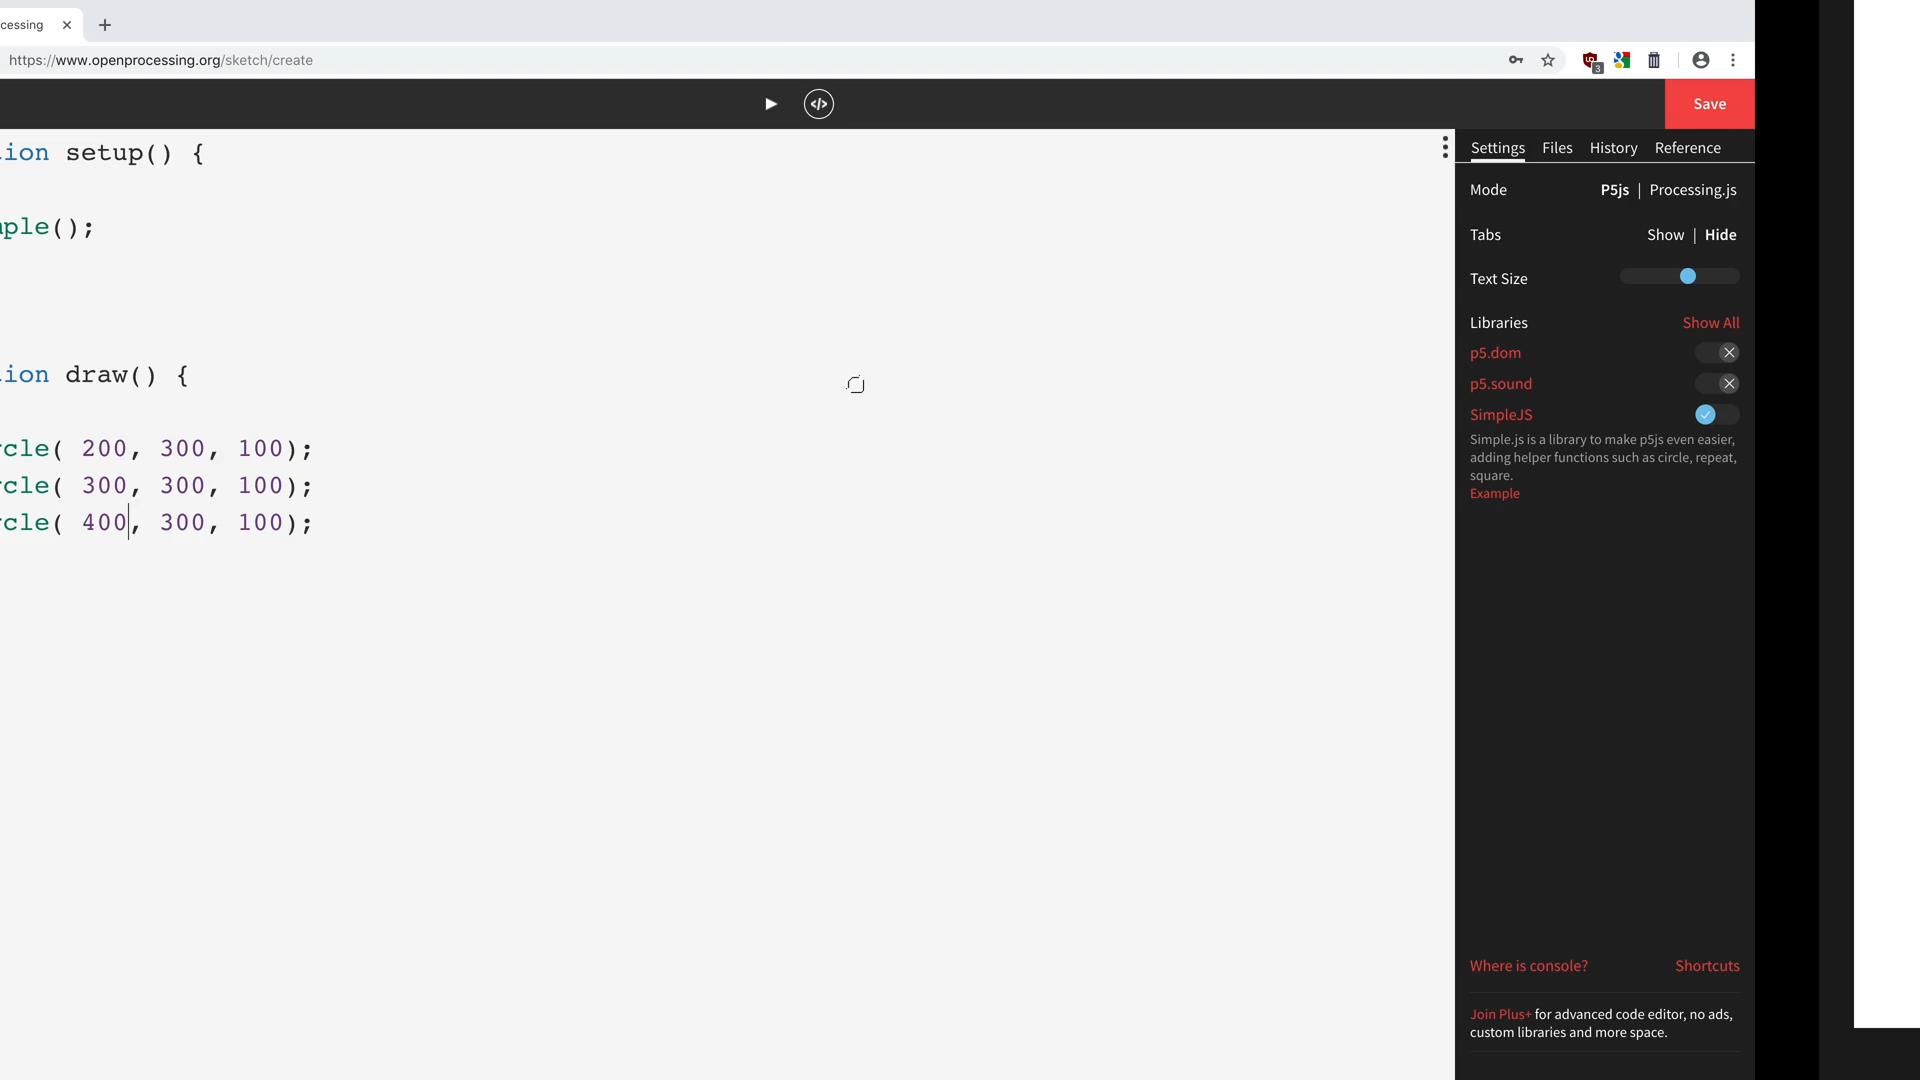 cessing
https://www.openprocessing.org/sketch/create
3
</>
Save
ion setup() {
ple();
ion draw() {
rcle( 200, 300, 100);
rcle( 300, 300, 100);
rcle( 400, 300, 100);
Settings Files History Reference
Mode P5js | Processing.js
Tabs Show | Hide
Text Size
Libraries Show All
p5.dom
p5.sound
SimpleJS
Simple.js is a library to make p5js even easier,
adding helper functions such as circle, repeat,
square.
Example
Where is console? Shortcuts
Join Plus+ for advanced code editor, no ads,
custom libraries and more space.